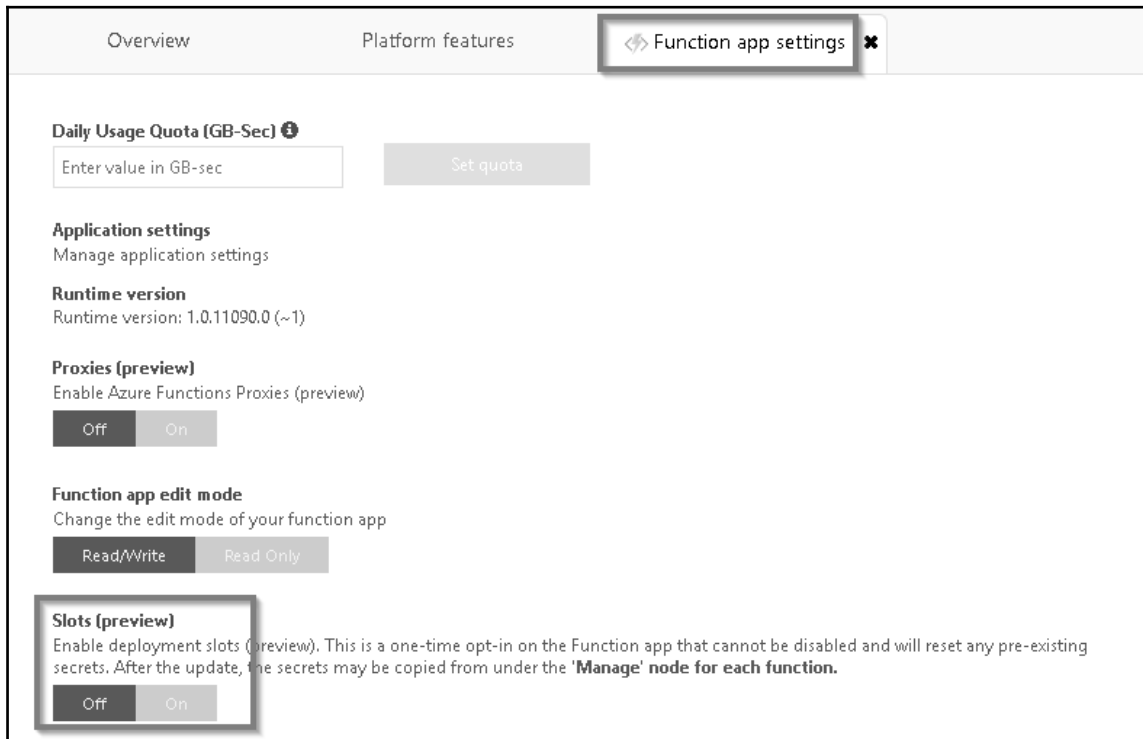 Overview Platform features Function app settings
Daily Usage Quota (GB-Sec)
Enter value in GB-sec Set quota
Application settings
Manage application settings
Runtime version
Runtime version: 1.0.11090.0 (~1)
Proxies (preview)
Enable Azure Functions Proxies (preview)
Off On
Function app edit mode
Change the edit mode of your function app
Read/Write Read Only
Slots (preview)
Enable deployment slots (preview). This is a one-time opt-in on the Function app that cannot be disabled and will reset any pre-existing
secrets. After the update, the secrets may be copied from under the 'Manage' node for each function.
Off On